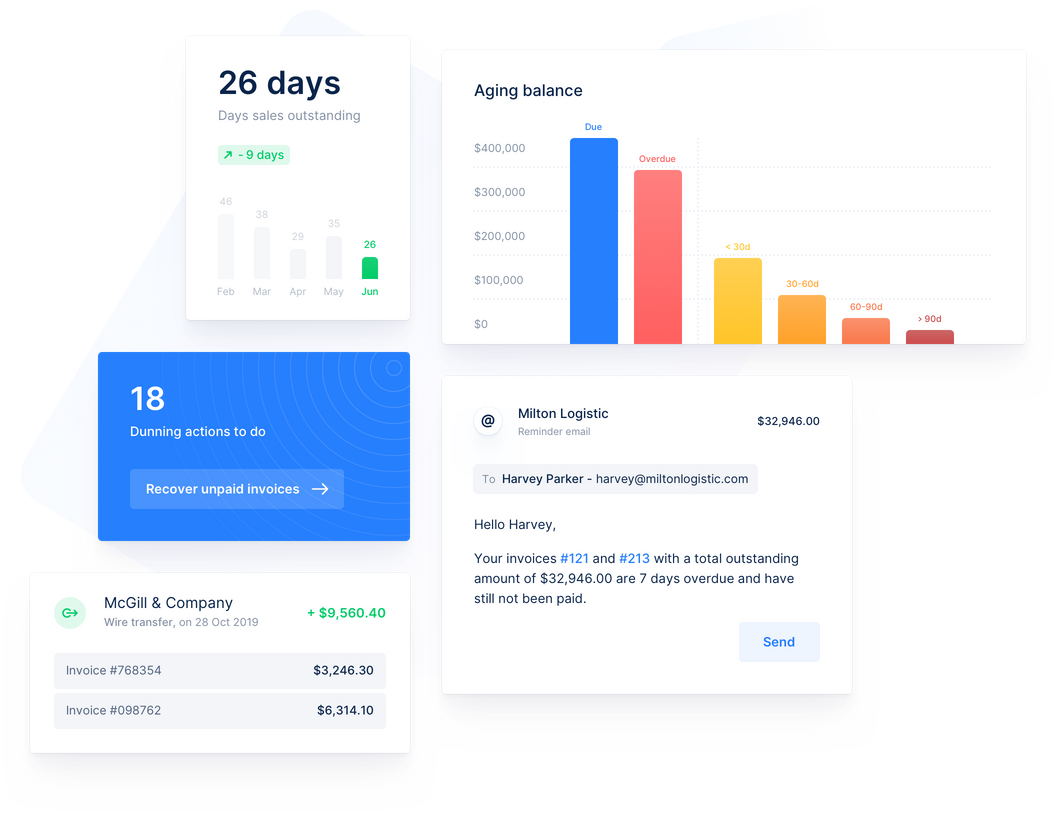 26 days
Days sales outstanding
- 9 days
46
38
29
35
26
Feb Mar Apr May Jun
Aging balance
Due
Overdue
$400,000
$300,000
$200,000
< 30d
$100,000
30-60d
60-90d
> 90d
$0
18
Dunning actions to do
Recover unpaid invoices
@
Milton Logistic
Reminder email
$32,946.00
To Harvey Parker - harvey@miltonlogistic.com
Hello Harvey,
Your invoices #121 and #213 with a total outstanding
amount of $32,946.00 are 7 days overdue and have
still not been paid.
Send
McGill & Company
Wire transfer, on 28 Oct 2019
+ $9,560.40
Invoice #768354 $3,246.30
Invoice #098762 $6,314.10